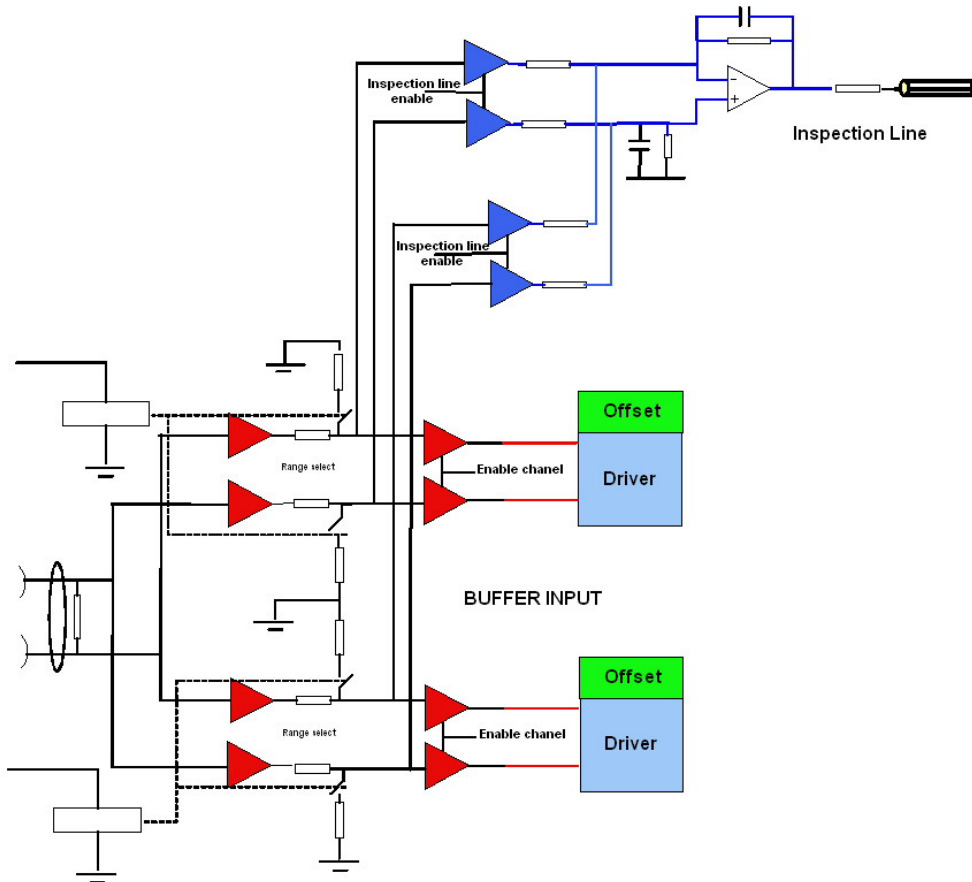 Inspection line
enable
Inspection Line
Inspection line
enable
Offset
Range select
Enable chanel
Driver
BUFFER INPUT
Offset
Range select
Enable chanel
Driver